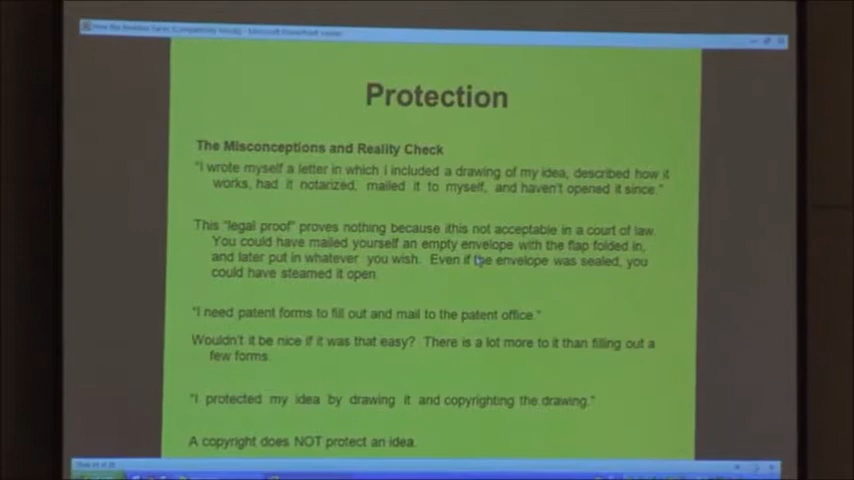 Protection
The Misconceptions and Reality Check
"I wrote myself a letter in which I included a drawing of my idea, described how it
works, had it notarized, mailed it to myself, and haven't opened it since."
This "legal proof" proves nothing because ithis not acceptable in a court of law.
You could have mailed yourself an empty envelope with the flap folded in,
and later put in whatever you wish. Even if the envelope was sealed, you
could have steamed it open.
"I need patent forms to fill out and mail to the patent office."
Wouldn't it be nice if it was that easy? There is a lot more to it than filling out a
few forms.
"I protected my idea by drawing it and copyrighting the drawing."
A copyright does NOT protect an idea.